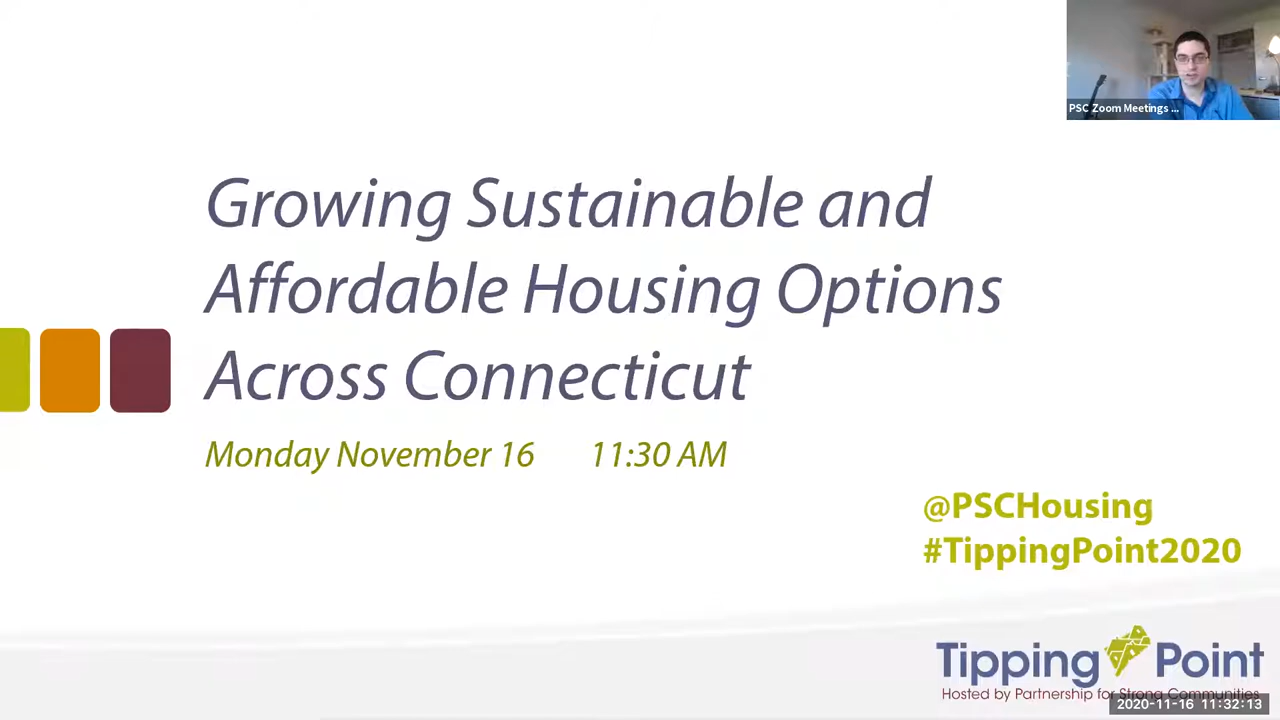 PSC Zoom Meetings ...
Growing Sustainable and
Affordable Housing Options
Across Connecticut
Monday November 16 11:30 AM
@PSCHousing
#TippingPoint2020
Tipping Point
Hosted by Partnership for Strong Communities
2020-11-16 11:32:13